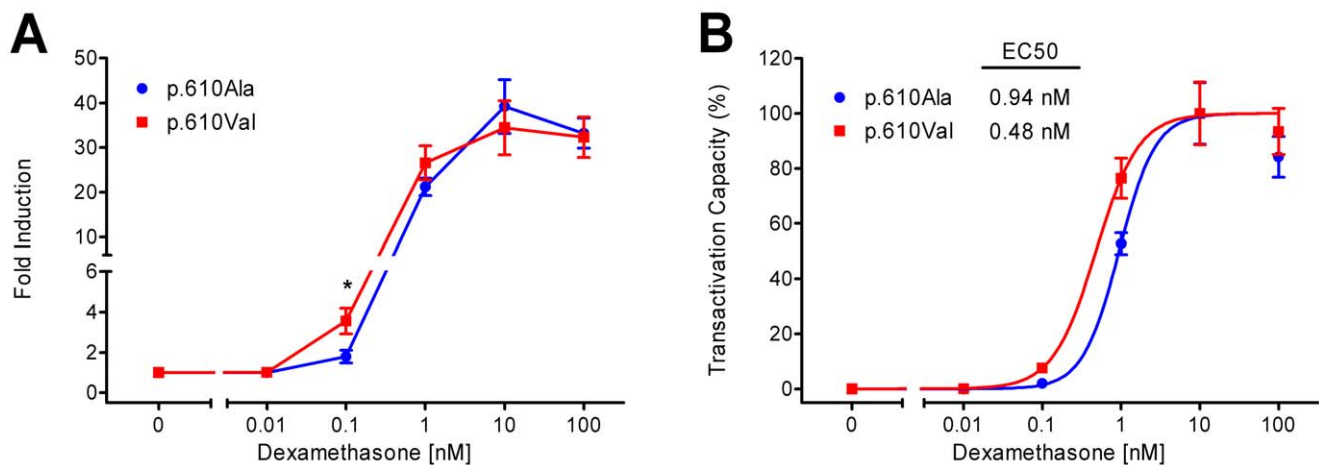 A
p.610Ala
p.610Val
Fold Induction
50
40
30
20
10
6
4
2
0
*
0
0.01
0.1
1
10
100
Dexamethasone [nM]
B
EC50
p.610Ala 0.94 nM
p.610Val 0.48 nM
Transactivation Capacity (%)
120
100
80
60
40
20
0
0
0.01
0.1
1
10
100
Dexamethasone [nM]